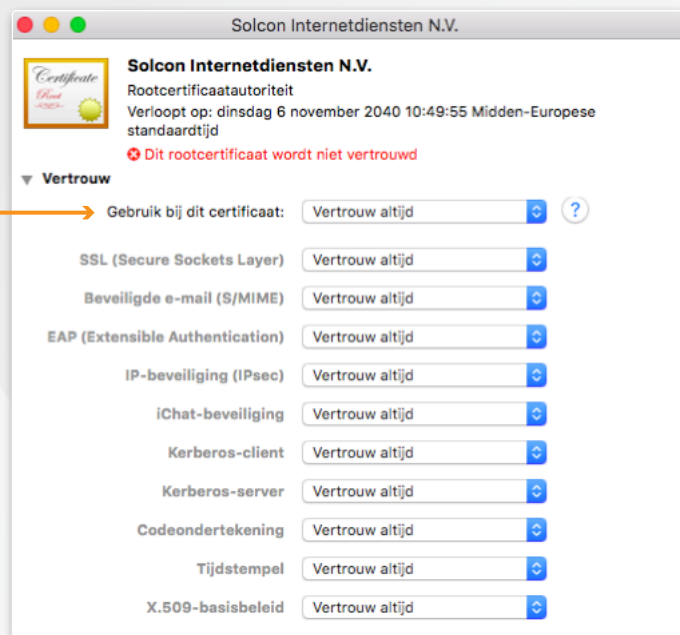 Solcon Internetdiensten N.V.
Certificate
Root
Solcon Internetdiensten N.V.
Rootcertificaatautoriteit
Verloopt op: dinsdag 6 november 2040 10:49:55 Midden-Europese
standaardtijd
Dit rootcertificaat wordt niet vertrouwd
Vertrouw
Gebruik bij dit certificaat: Vertrouw altijd ?
SSL (Secure Sockets Layer) Vertrouw altijd
Beveiligde e-mail (S/MIME) Vertrouw altijd
EAP (Extensible Authentication) Vertrouw altijd
IP-beveiliging (IPsec) Vertrouw altijd
iChat-beveiliging Vertrouw altijd
Kerberos-client Vertrouw altijd
Kerberos-server Vertrouw altijd
Codeondertekening Vertrouw altijd
Tijdstempel Vertrouw altijd
X.509-basisbeleid Vertrouw altijd